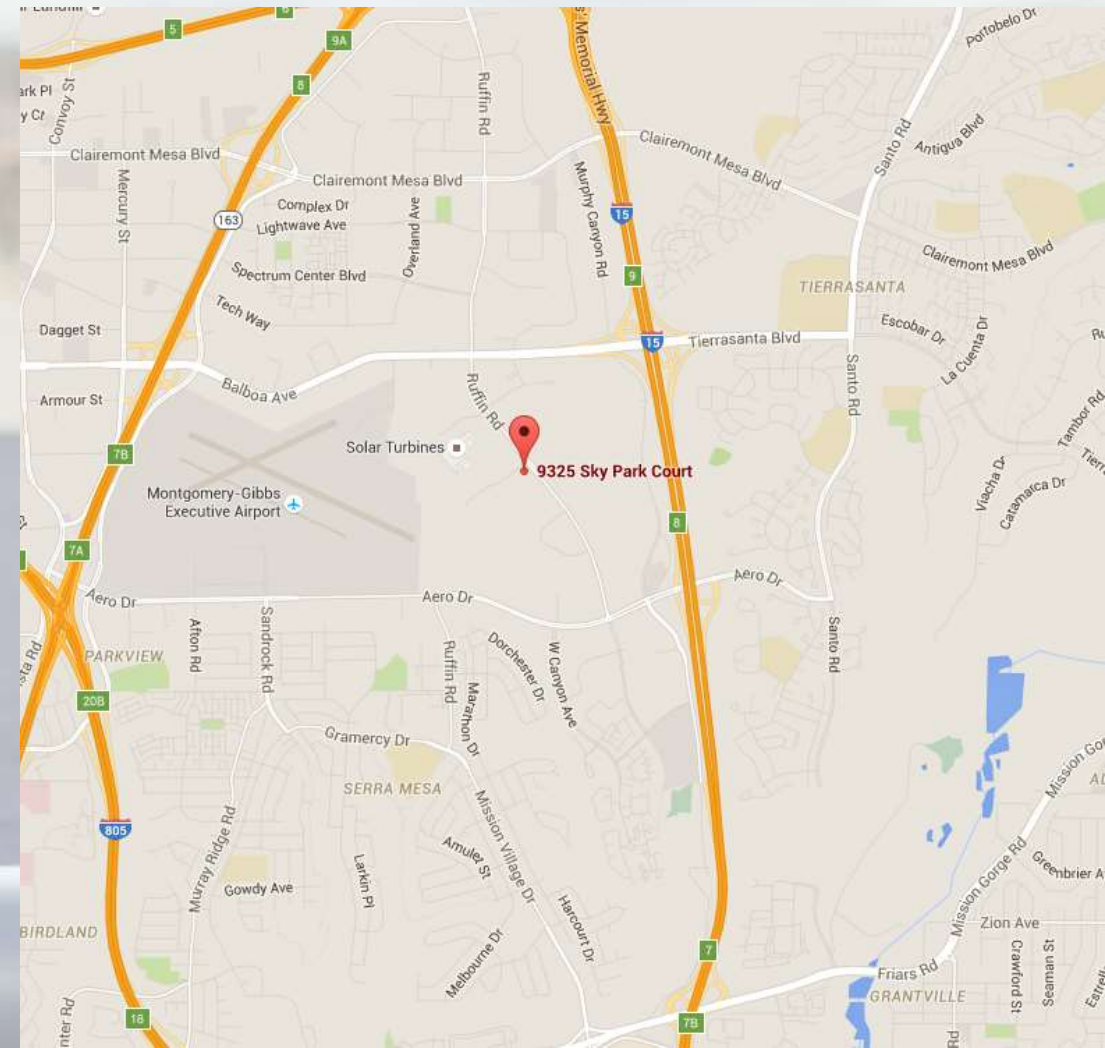 5
6
9A
8
Convoy St
Ruffin Rd
s' Memorial Hwy
Portobelo Dr
Santo Rd
Antigua Blvd
Clairemont Mesa Blvd
Clairemont Mesa Blvd
Clairemont Mesa Blvd
Clairemont Mesa Blvd
Mercury St
163
Complex Dr
Lightwave Ave
Overland Ave
Murphy Canyon Rd
15
9
Spectrum Center Blvd
Tech Way
TIERRASANTA
Dagget St
15
Tierrasanta Blvd
Escobar Dr
La Cuenta Dr
Balboa Ave
Armour St
Ruffin Rd
Santo Rd
Tambor Rd
7B
Solar Turbines
9325 Sky Park Court
Viacha Dr
Catamarca Dr
Montgomery-Gibbs
Executive Airport
8
7A
Aero Dr
Aero Dr
Aero Dr
Afton Rd
Sandrock Rd
Ruffin Rd
Dorchester Dr
W Canyon Ave
Santo Rd
PARKVIEW
20B
Marathon Dr
Gramercy Dr
SERRA MESA
Mission Village Dr
805
Murray Ridge Rd
Larkin Pl
Amulet St
Gowdy Ave
Harcourt Dr
Melbourne Dr
Mission Gorge Rd
Mission Gor
Greenbrier A
Zion Ave
BIRDLAND
7
Friars Rd
GRANTVILLE
Crawford St
Seaman St
Estrell
18
7B
nter Rd
Rd